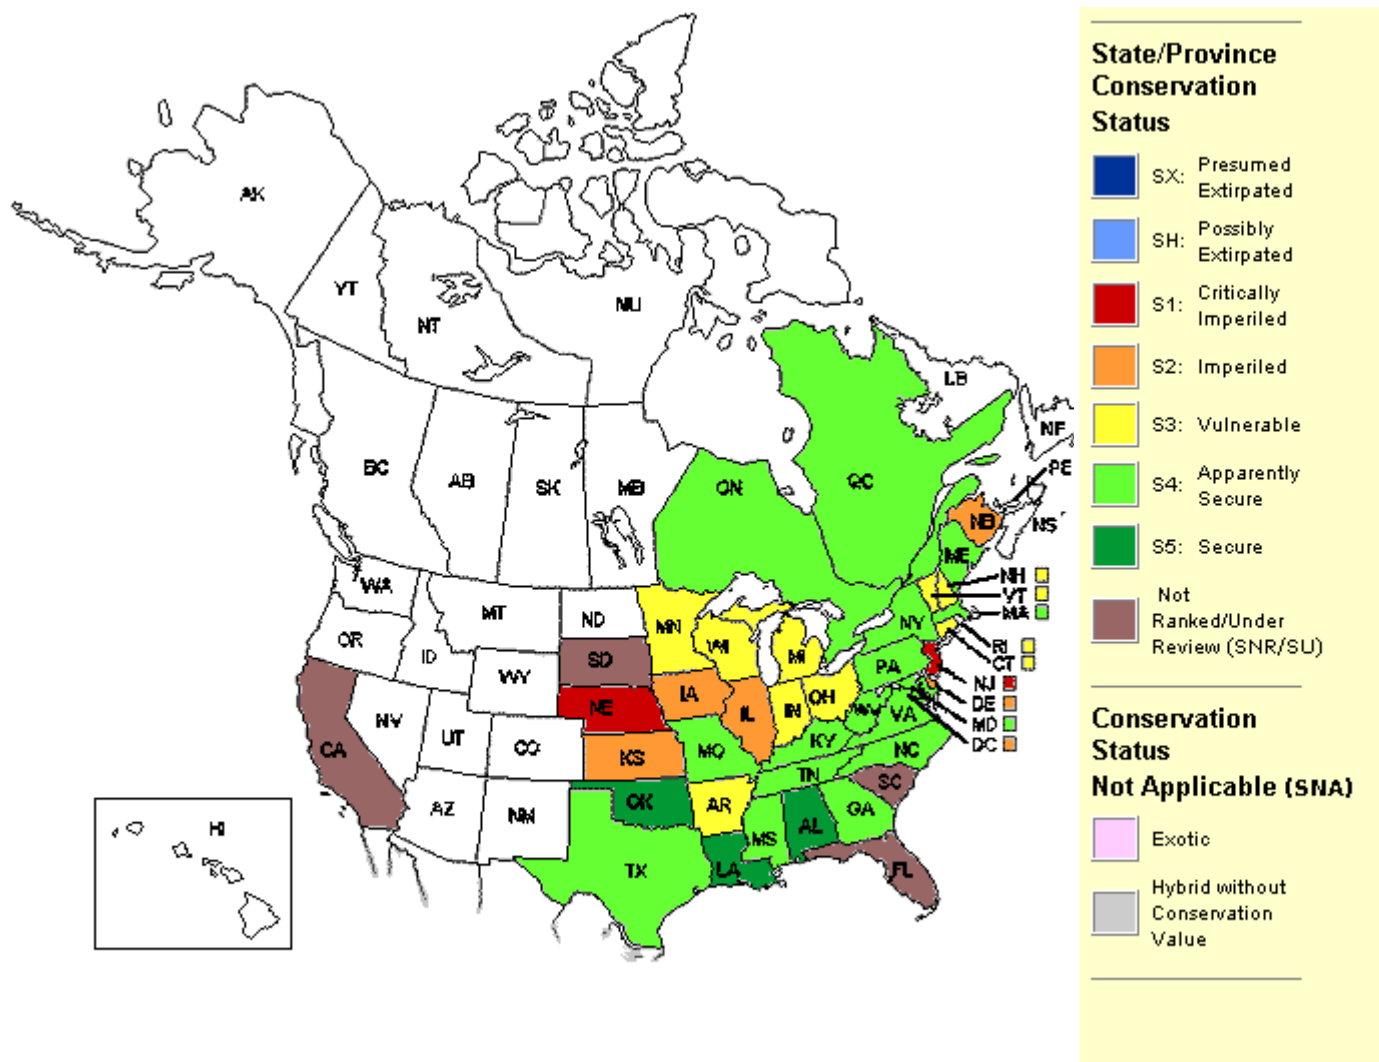 AK
YT
NT
NU
BC
AB
SK
MB
ON
QC
LB
NF
PE
NB
NS
ME
NH
VT
MA
WA
MT
ND
MN
OR
ID
WY
SD
WI
MI
NY
RI
CT
PA
NJ
DE
MD
DC
NV
UT
CO
NE
IA
IL
IN
OH
WV
VA
CA
KS
MO
KY
NC
TN
AZ
NM
OK
AR
SC
MS
AL
GA
TX
LA
FL
HI
State/Province
Conservation
Status
SX: Presumed
Extirpated
SH: Possibly
Extirpated
S1: Critically
Imperiled
S2: Imperiled
S3: Vulnerable
S4: Apparently
Secure
S5: Secure
Not
Ranked/Under
Review (SNR/SU)
Conservation
Status
Not Applicable (SNA)
Exotic
Hybrid without
Conservation
Value